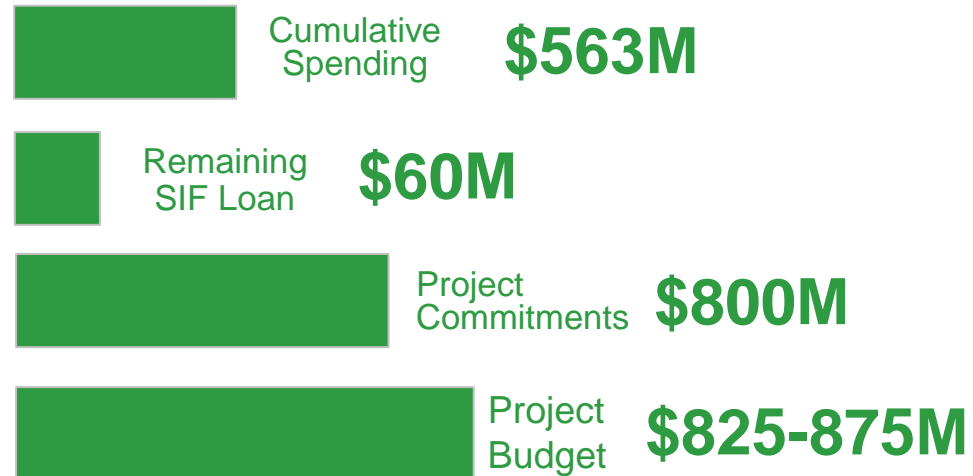 Cumulative
Spending
$563M
Remaining
SIF Loan
$60M
Project
Commitments
$800M
Project
Budget
$825-875M